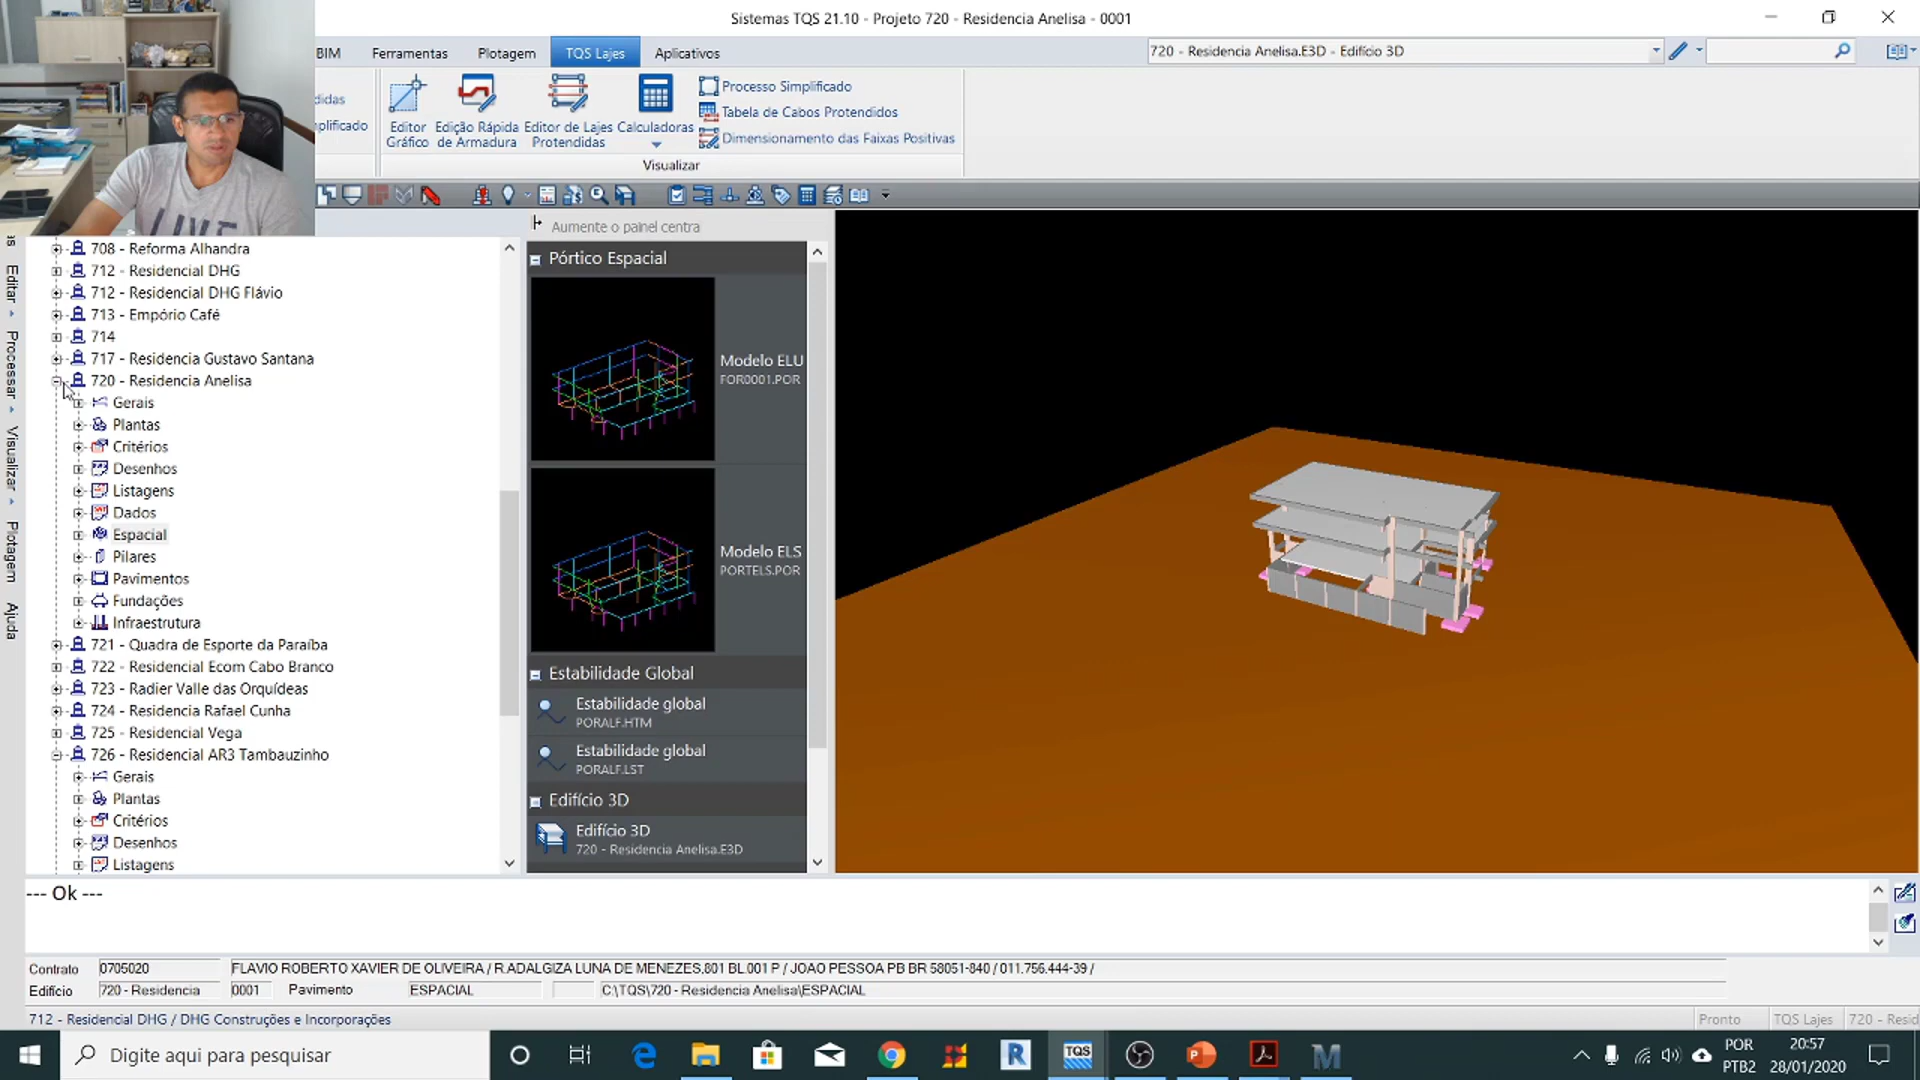 Sistemas TQS 21.10 - Projeto 720 - Residencia Anelisa - 0001
BIM
Ferramentas
Plotagem
TQS Lajes
Aplicativos
720 - Residencia Anelisa.E3D - Edifício 3D
Editor Gráfico
Edição Rápida de Armadura
Editor de Lajes Protendidas
Calculadoras
Processo Simplificado
Tabela de Cabos Protendidos
Dimensionamento das Faixas Positivas
Visualizar
Aumente o painel centra
Editar
Processar
Visualizar
Plotagem
Ajuda
708 - Reforma Alhandra
712 - Residencial DHG
712 - Residencial DHG Flávio
713 - Empório Café
714
717 - Residencia Gustavo Santana
720 - Residencia Anelisa
Gerais
Plantas
Critérios
Desenhos
Listagens
Dados
Espacial
Pilares
Pavimentos
Fundações
Infraestrutura
721 - Quadra de Esporte da Paraíba
722 - Residencial Ecom Cabo Branco
723 - Radier Valle das Orquídeas
724 - Residencia Rafael Cunha
725 - Residencial Vega
726 - Residencial AR3 Tambauzinho
Gerais
Plantas
Critérios
Desenhos
Listagens
Pórtico Espacial
Modelo ELU
FOR0001.POR
Modelo ELS
PORTELS.POR
Estabilidade Global
Estabilidade global
PORALF.HTM
Estabilidade global
PORALF.LST
Edifício 3D
Edifício 3D
720 - Residencia Anelisa.E3D
--- Ok ---
Contrato 0705020 FLAVIO ROBERTO XAVIER DE OLIVEIRA / R.ADALGIZA LUNA DE MENEZES,801 BL.001 P / JOAO PESSOA PB BR 58051-840 / 011.756.444-39 /
Edifício 720 - Residencia 0001 Pavimento ESPACIAL C:\TQS\720 - Residencia Anelisa\ESPACIAL
712 - Residencial DHG / DHG Construções e Incorporações
Pronto
TQS Lajes
720 - Resid
Digite aqui para pesquisar
POR
PTB2
20:57
28/01/2020